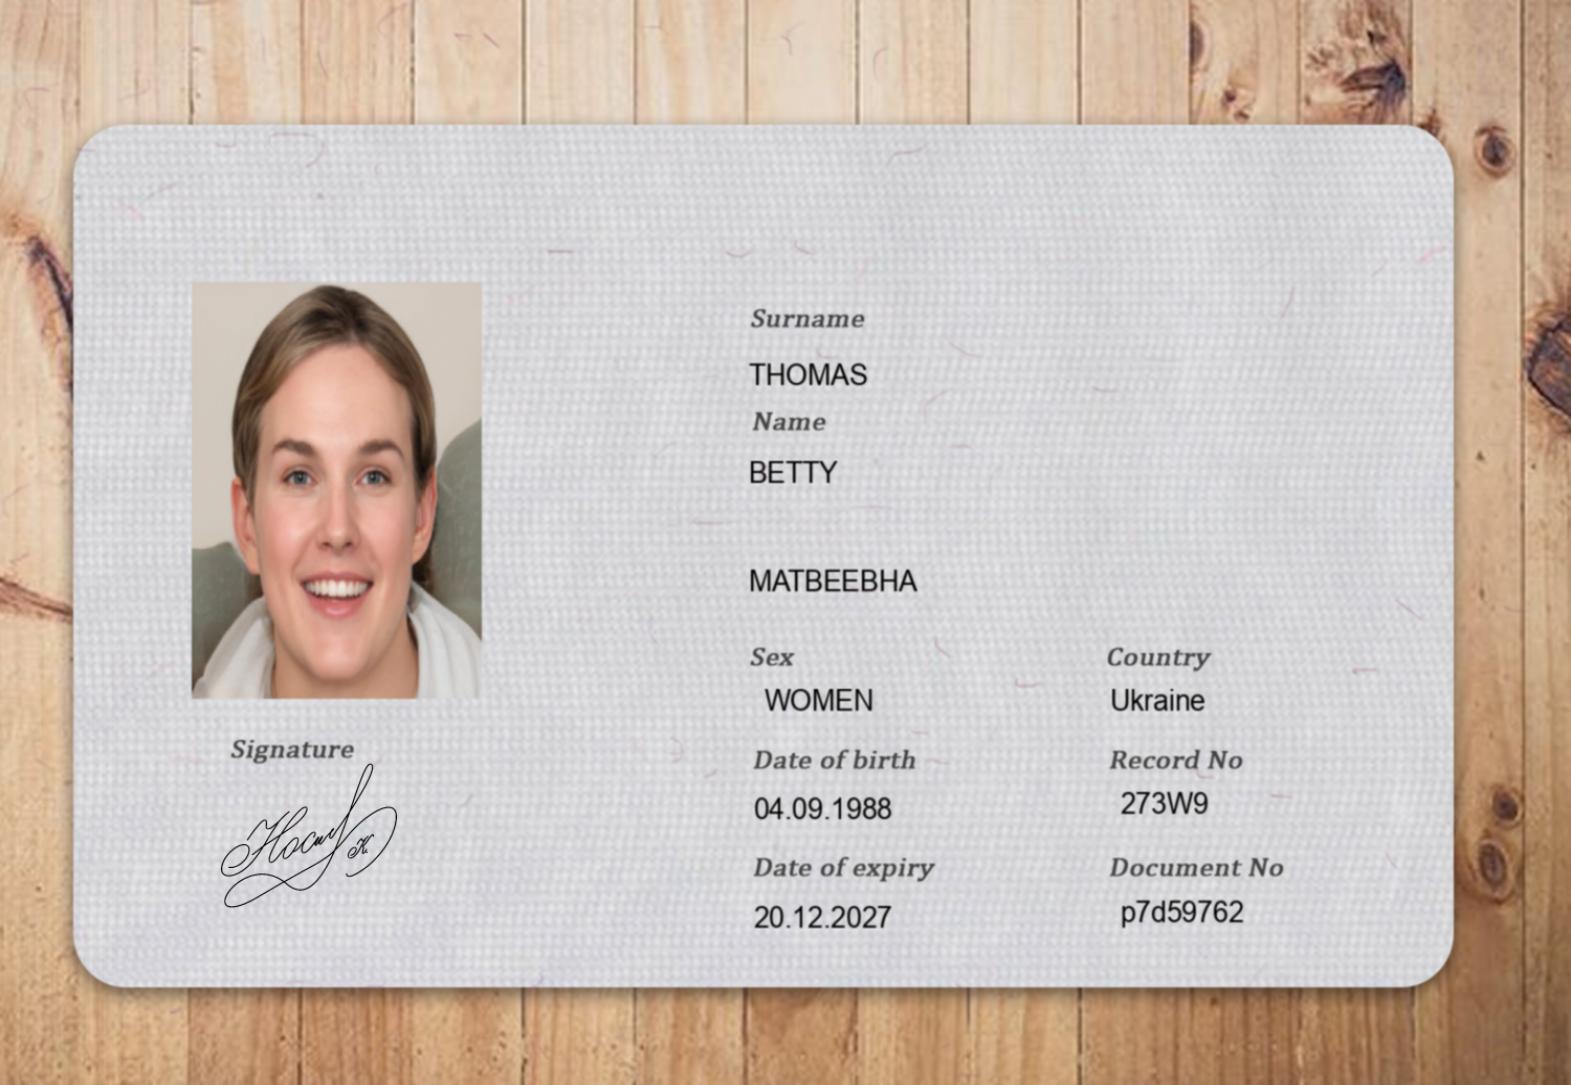 Surname
THOMAS
Name
BETTY
MATBEEBHA
Sex
WOMEN
Country
Ukraine
Date of birth
04.09.1988
Record No
273W9
Date of expiry
20.12.2027
Document No
p7d59762
Signature